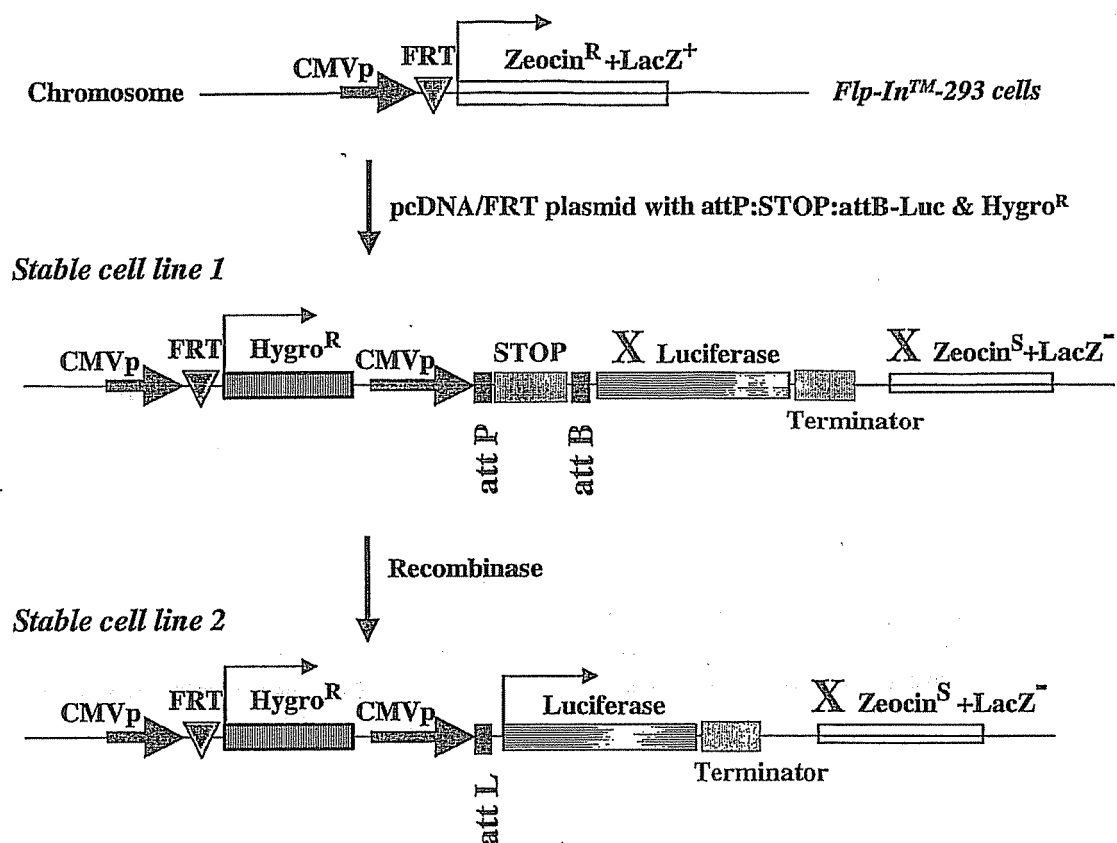 CMVp FRT Zeocin^R+LacZ^+
Chromosome Flp-In™-293 cells
pcDNA/FRT plasmid with attP:STOP:attB-Luc & Hygro^R
Stable cell line 1
CMVp FRT Hygro^R CMVp STOP X Luciferase X Zeocin^S+LacZ^-
Terminator
att P
att B
Recombinase
Stable cell line 2
CMVp FRT Hygro^R CMVp Luciferase X Zeocin^S +LacZ^-
Terminator
att L